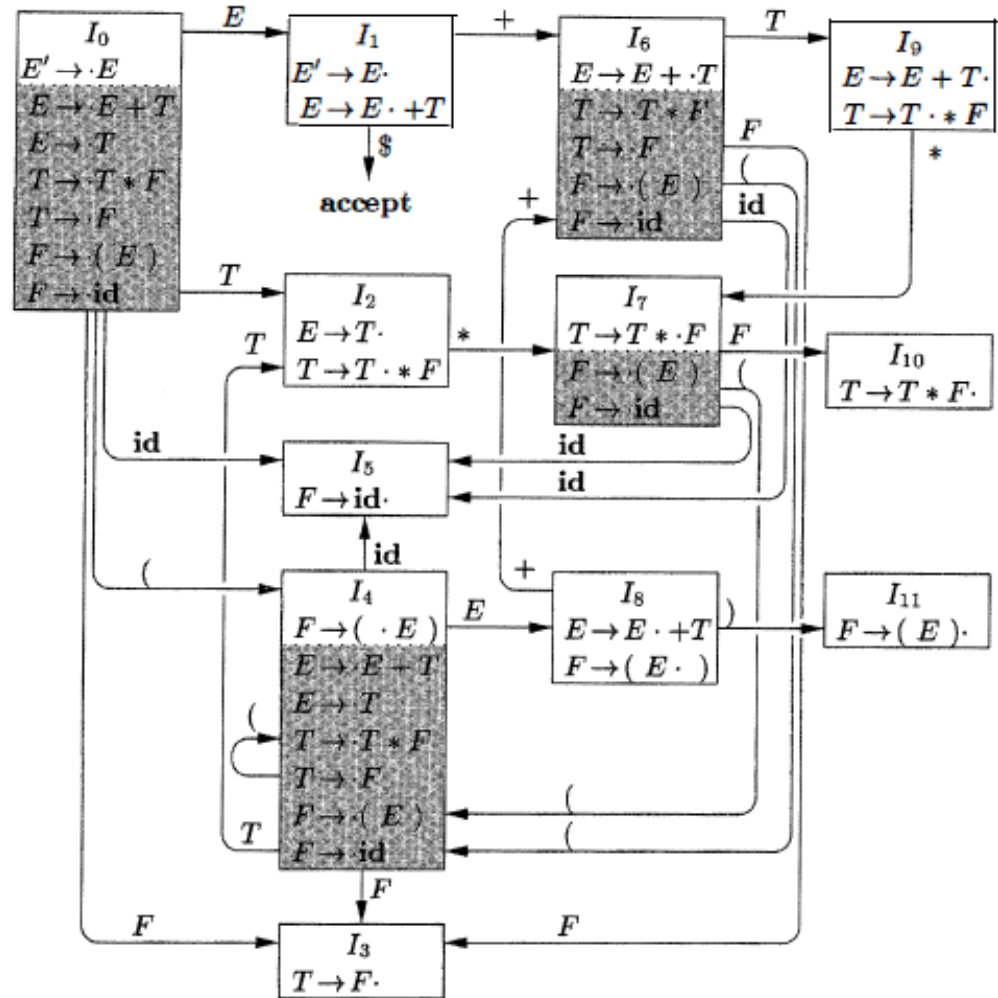 I₀
E' → ·E
E → ·E + T
E → ·T
T → ·T * F
T → ·F
F → ·( E )
F → ·id
E
I₁
E' → E·
E → E· +T
$
accept
+
I₆
E → E + ·T
T → ·T * F
T → ·F
F → ·( E )
F → ·id
T
I₉
E → E + T·
T → T· * F
*
F
(
id
+
T
I₂
E → T·
T → T· * F
T
*
I₇
T → T * ·F
F → ·( E )
F → ·id
F
(
I₁₀
T → T * F·
id
I₅
F → id·
id
id
id
(
I₄
F → ( ·E )
E → ·E + T
E → ·T
T → ·T * F
T → ·F
F → ·( E )
F → ·id
(
T
E
+
I₈
E → E· +T
F → ( E· )
)
I₁₁
F → ( E )·
(
(
F
F
I₃
T → F·
F